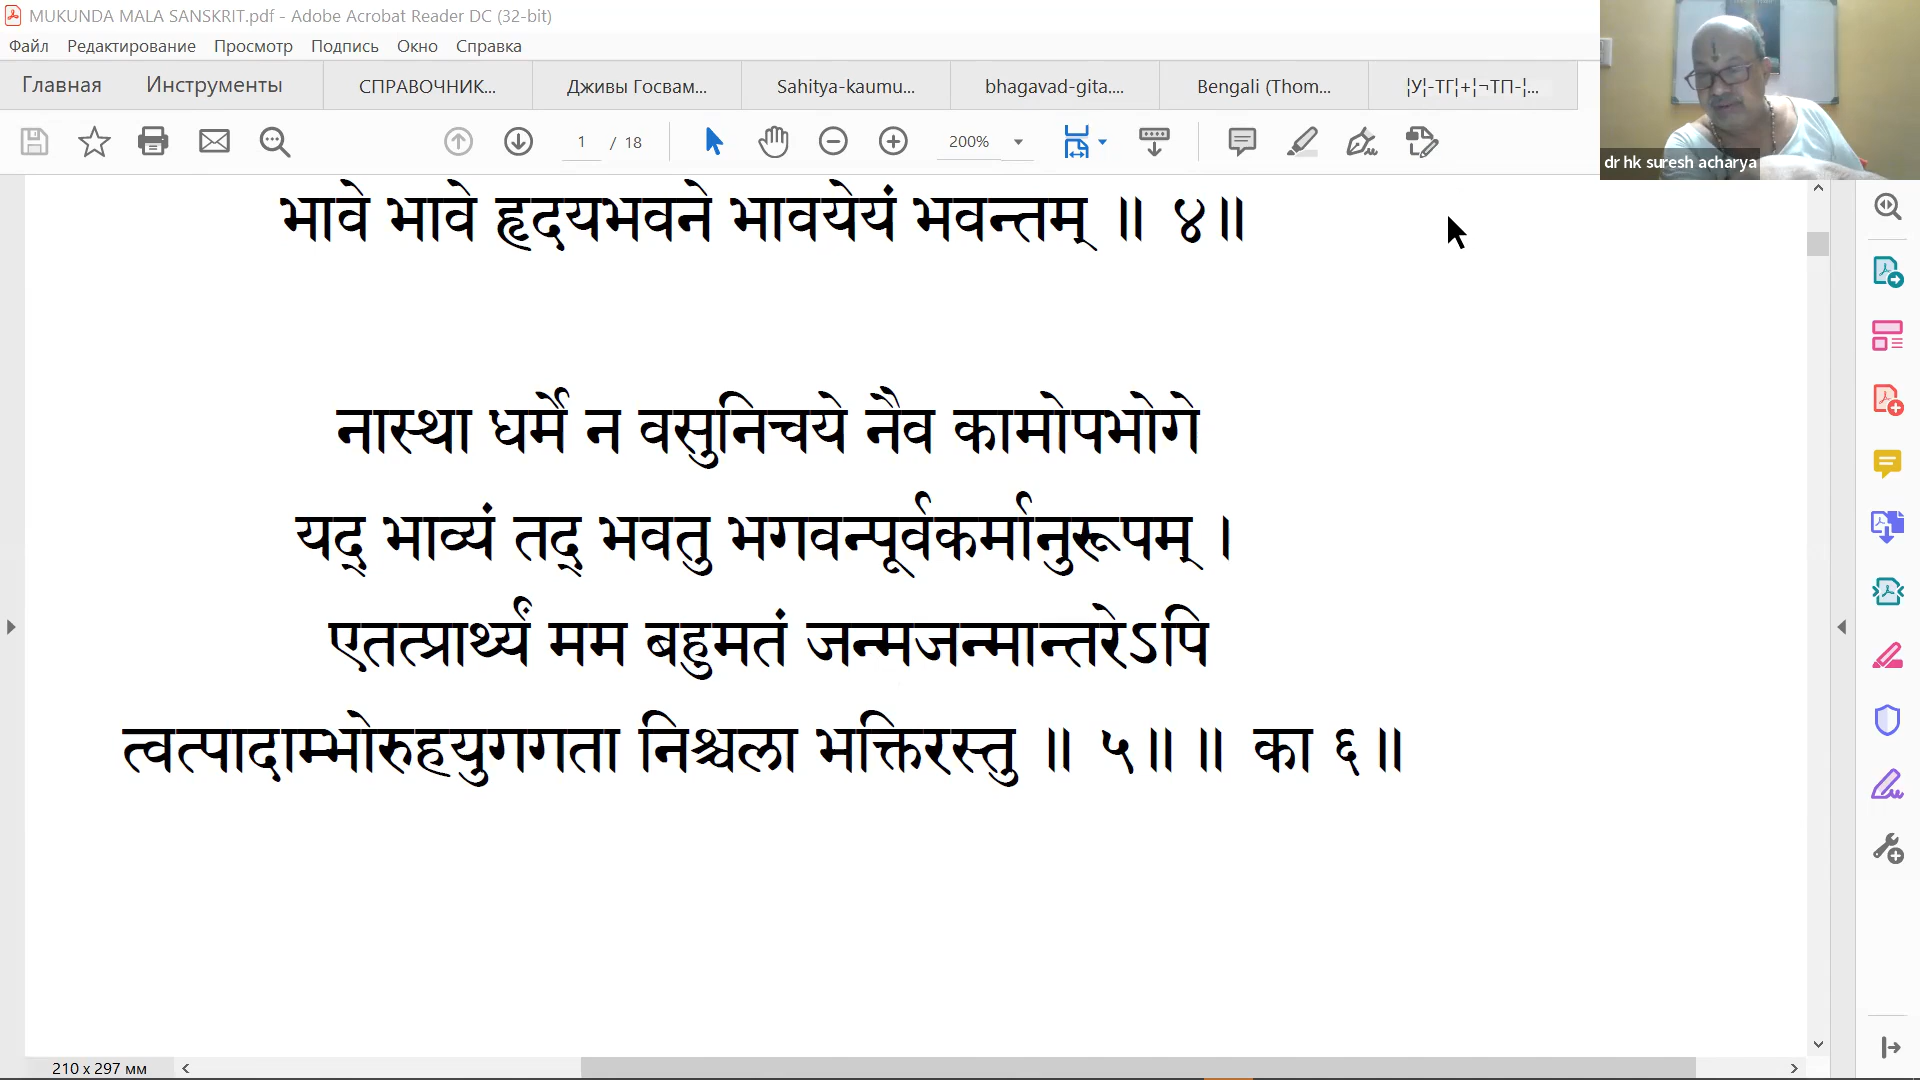 MUKUNDA MALA SANSKRIT.pdf - Adobe Acrobat Reader DC (32-bit)
Файл Редактирование Просмотр Подпись Окно Справка
Главная Инструменты СПРАВОЧНИК... Дживы Госвам... Sahitya-kaumu... bhagavad-gita.... Bengali (Thom... ¦У¦-ТГ¦+¦¬ТП-¦...
1 / 18 200%
dr hk suresh acharya
भावे भावे हृदयभवने भावयेयं भवन्तम् ॥ ४॥
नास्था धर्मे न वसुनिचये नैव कामोपभोगे
यद् भाव्यं तद् भवतु भगवन्पूर्वकर्मानुरूपम् ।
एतत्प्रार्थ्यं मम बहुमतं जन्मजन्मान्तरेऽपि
त्वत्पादाम्भोरुहयुगगता निश्चला भक्तिरस्तु ॥ ५॥ ॥ का ६॥
210 x 297 мм